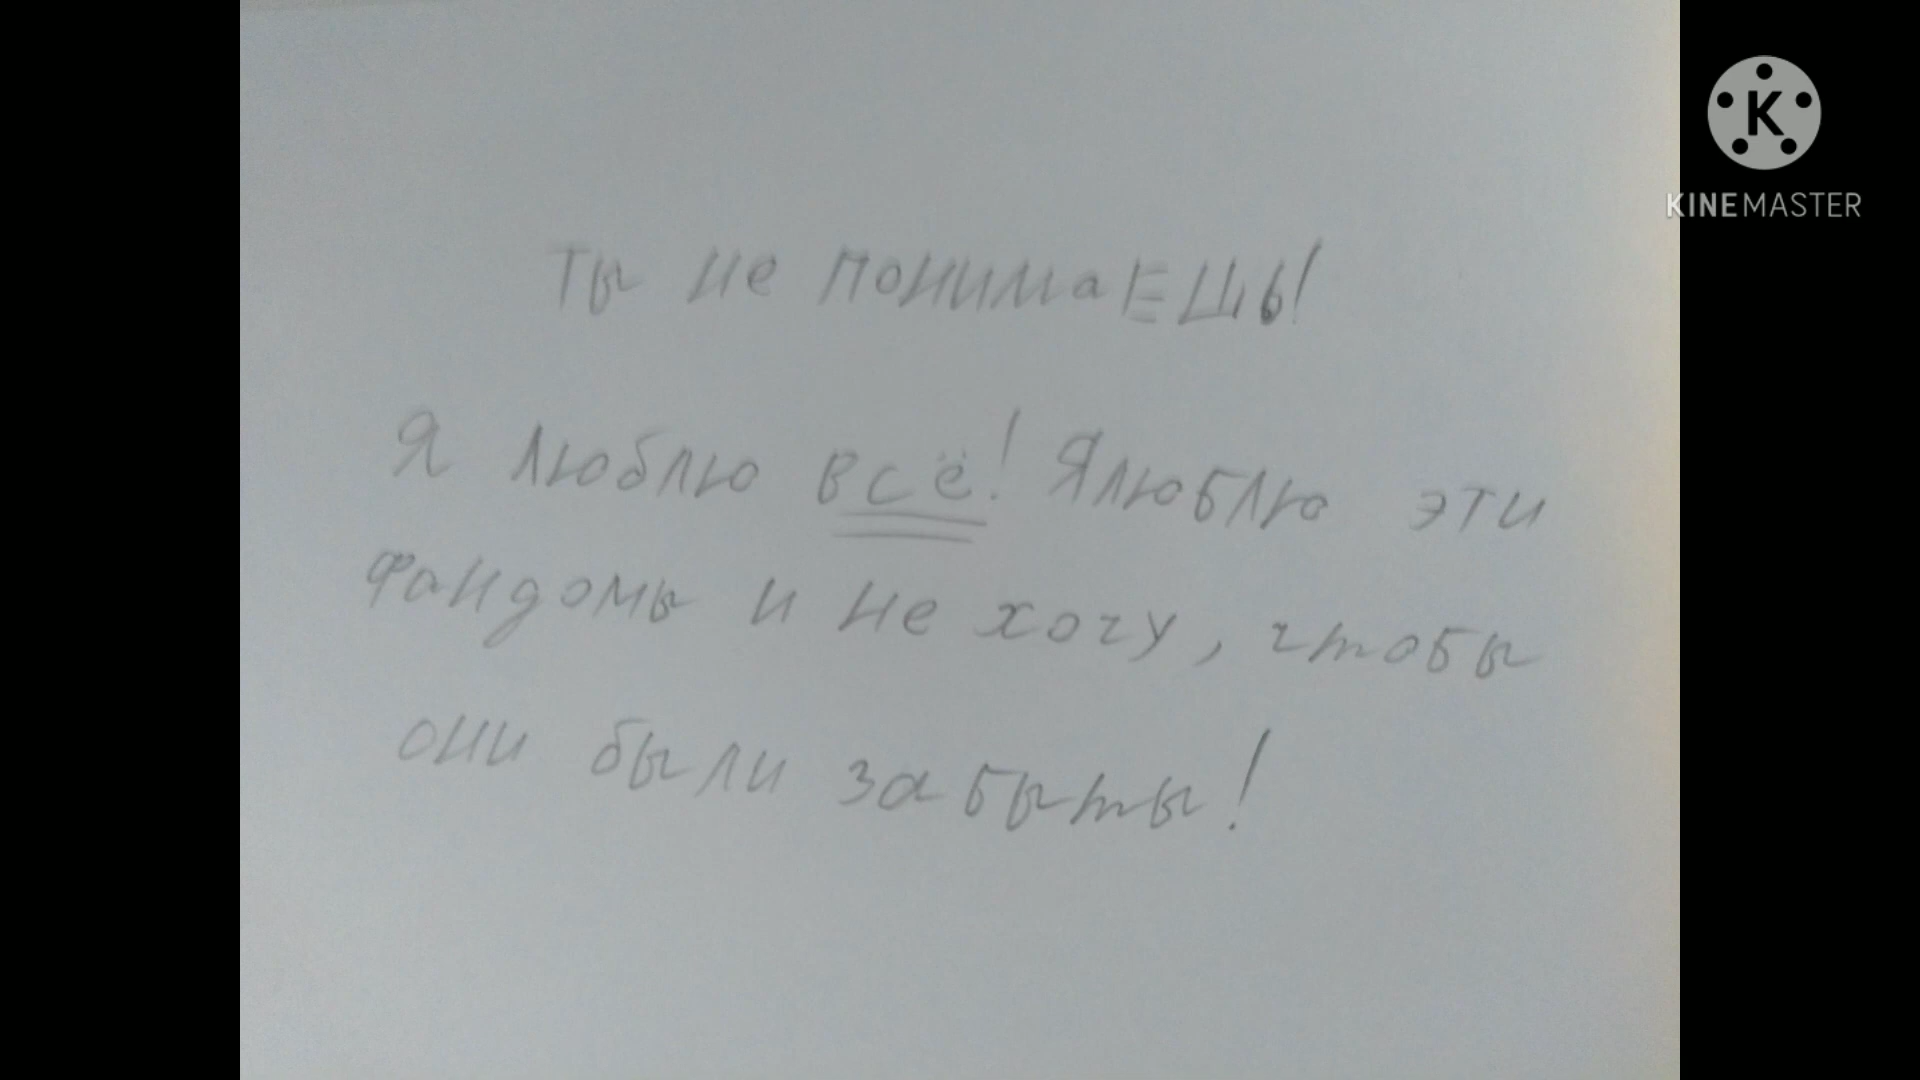 K
KINEMASTER
ты не понимаЕШЬ!
Я люблю всё! Я люблю эти
фандомы и не хочу, чтобы
они были забыты!